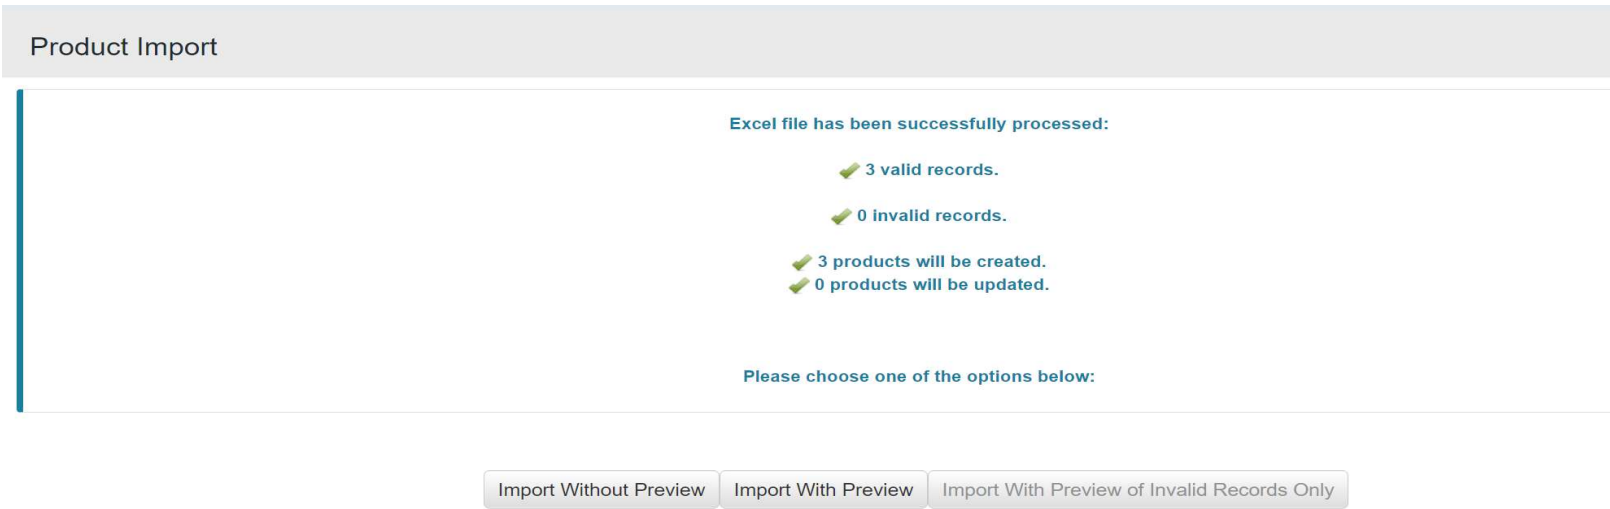 Product Import
Excel file has been successfully processed:
3 valid records.
0 invalid records.
3 products will be created.
0 products will be updated.
Please choose one of the options below:
Import Without Preview
Import With Preview
Import With Preview of Invalid Records Only